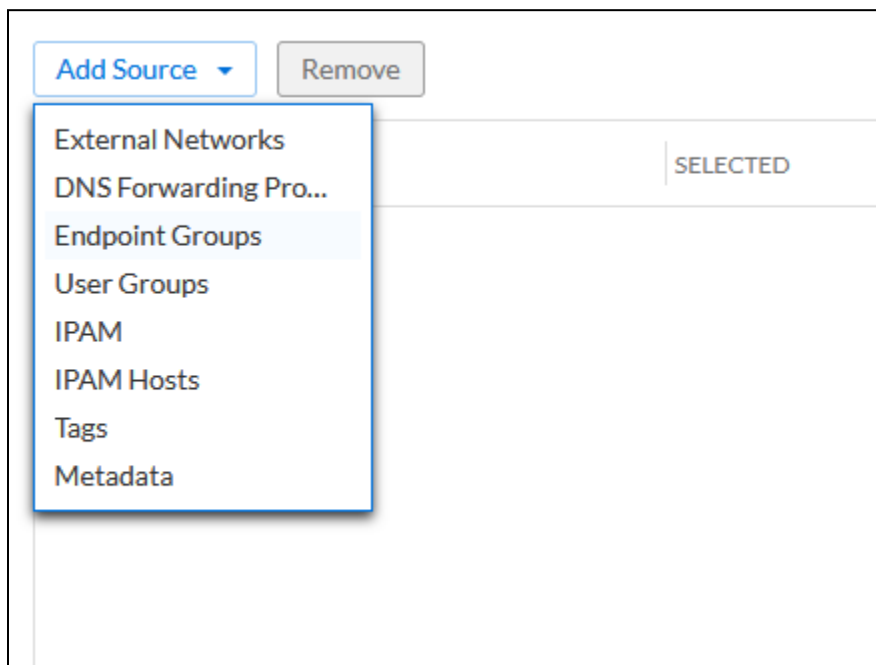 Add Source
Remove
SELECTED
External Networks
DNS Forwarding Pro...
Endpoint Groups
User Groups
IPAM
IPAM Hosts
Tags
Metadata